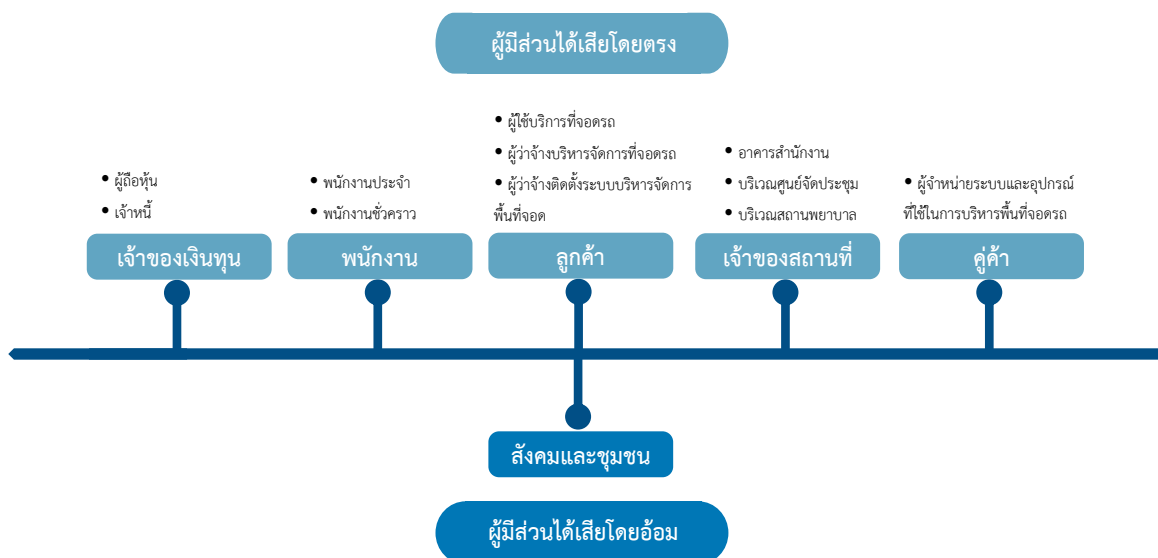 ผู้มีส่วนได้เสียโดยตรง
• ผู้ถือหุ้น
• เจ้าหนี้
เจ้าของเงินทุน
• พนักงานประจำ
• พนักงานชั่วคราว
พนักงาน
• ผู้ใช้บริการที่จอดรถ
• ผู้ว่าจ้างบริหารจัดการที่จอดรถ
• ผู้ว่าจ้างติดตั้งระบบบริหารจัดการ
พื้นที่จอด
ลูกค้า
• อาคารสำนักงาน
• บริเวณศูนย์จัดประชุม
• บริเวณสถานพยาบาล
เจ้าของสถานที่
• ผู้จำหน่ายระบบและอุปกรณ์
ที่ใช้ในการบริหารพื้นที่จอดรถ
คู่ค้า
สังคมและชุมชน
ผู้มีส่วนได้เสียโดยอ้อม